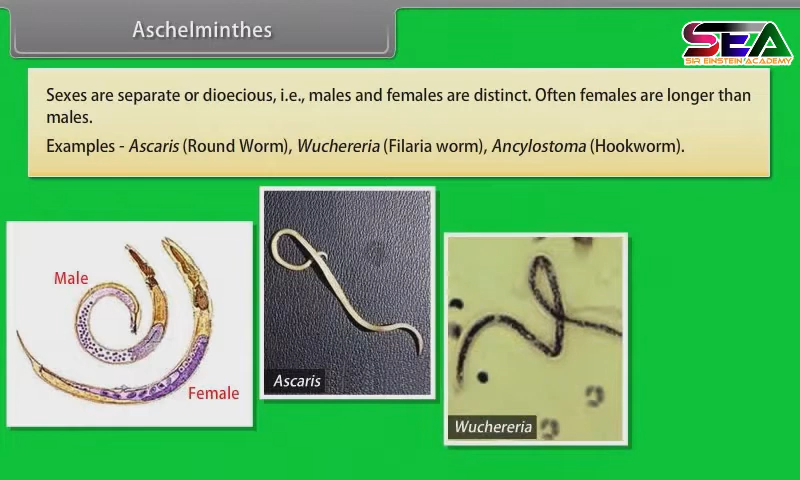 Aschelminthes
SEA
SIR EINSTEIN ACADEMY
Sexes are separate or dioecious, i.e., males and females are distinct. Often females are longer than
males.
Examples - Ascaris (Round Worm), Wuchereria (Filaria worm), Ancylostoma (Hookworm).
Male
Female
Ascaris
Wuchereria